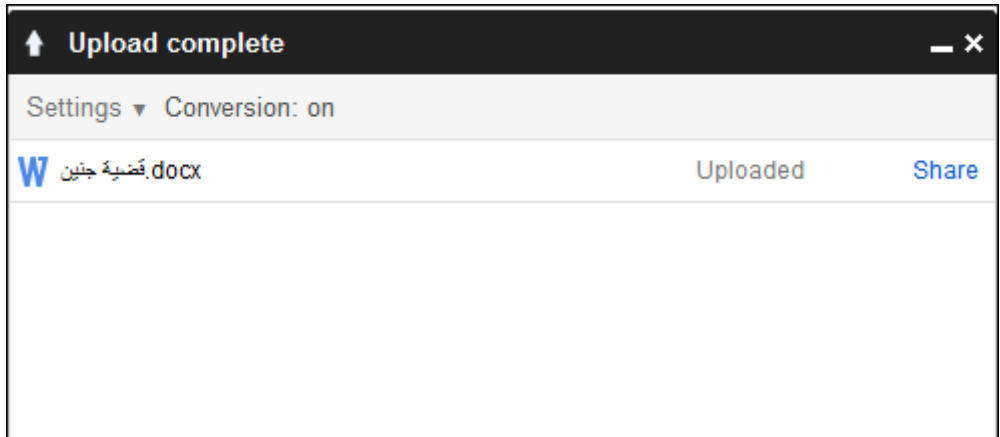 Upload complete
Settings Conversion: on
قضية جنين.docx Uploaded Share